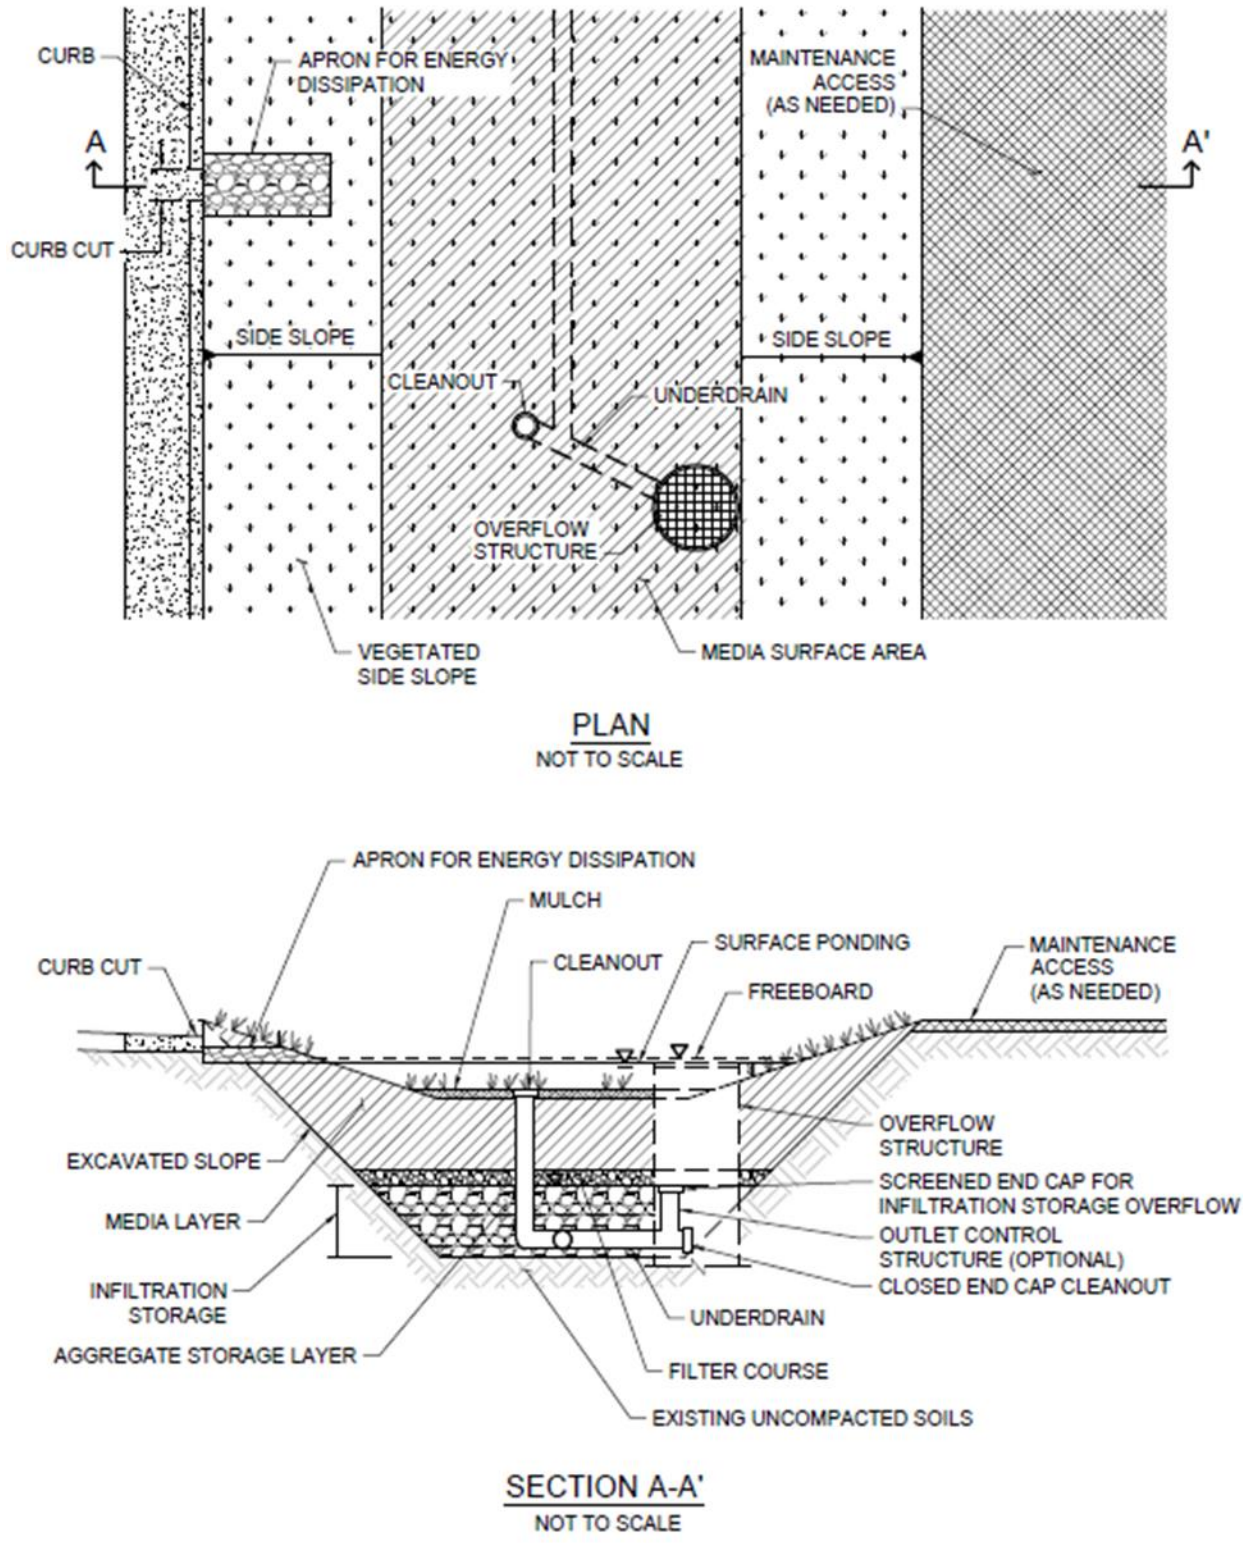 CURB
APRON FOR ENERGY
DISSIPATION
MAINTENANCE
ACCESS
(AS NEEDED)
A
A'
CURB CUT
SIDE SLOPE
SIDE SLOPE
CLEANOUT
UNDERDRAIN
OVERFLOW
STRUCTURE
VEGETATED
SIDE SLOPE
MEDIA SURFACE AREA
PLAN
NOT TO SCALE
APRON FOR ENERGY DISSIPATION
MULCH
SURFACE PONDING
MAINTENANCE
ACCESS
(AS NEEDED)
CURB CUT
CLEANOUT
FREEBOARD
OVERFLOW
STRUCTURE
EXCAVATED SLOPE
SCREENED END CAP FOR
INFILTRATION STORAGE OVERFLOW
MEDIA LAYER
OUTLET CONTROL
STRUCTURE (OPTIONAL)
CLOSED END CAP CLEANOUT
INFILTRATION
STORAGE
UNDERDRAIN
AGGREGATE STORAGE LAYER
FILTER COURSE
EXISTING UNCOMPACTED SOILS
SECTION A-A'
NOT TO SCALE